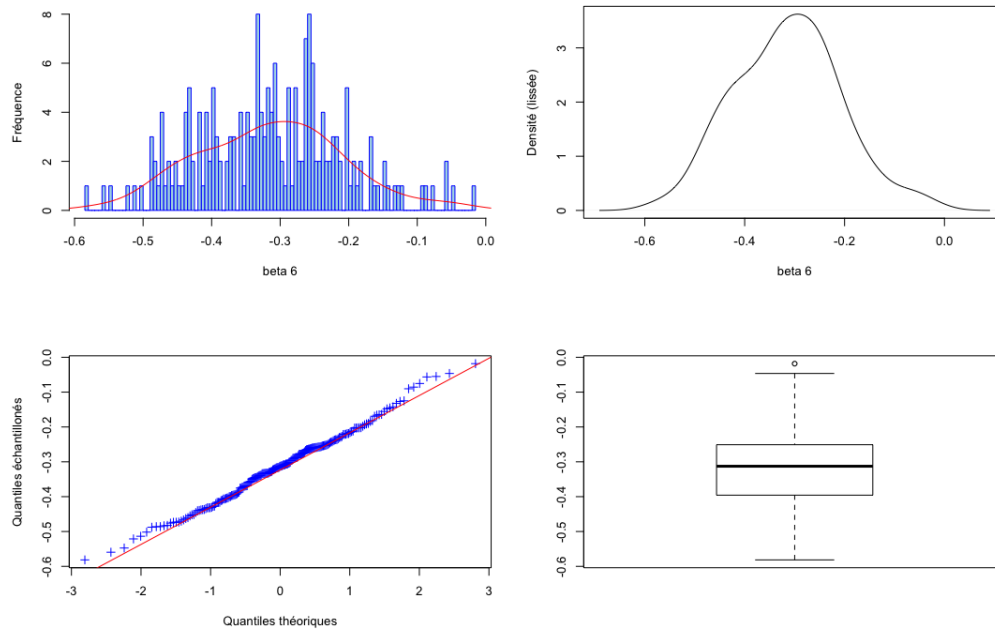 Fréquence
8
6
4
2
0
-0.6 -0.5 -0.4 -0.3 -0.2 -0.1 0.0
beta 6
Densité (lissée)
3
2
1
0
-0.6 -0.4 -0.2 0.0
beta 6
Quantiles échantillonés
0.0
-0.1
-0.2
-0.3
-0.4
-0.5
-0.6
-3 -2 -1 0 1 2 3
Quantiles théoriques
0.0
-0.1
-0.2
-0.3
-0.4
-0.5
-0.6